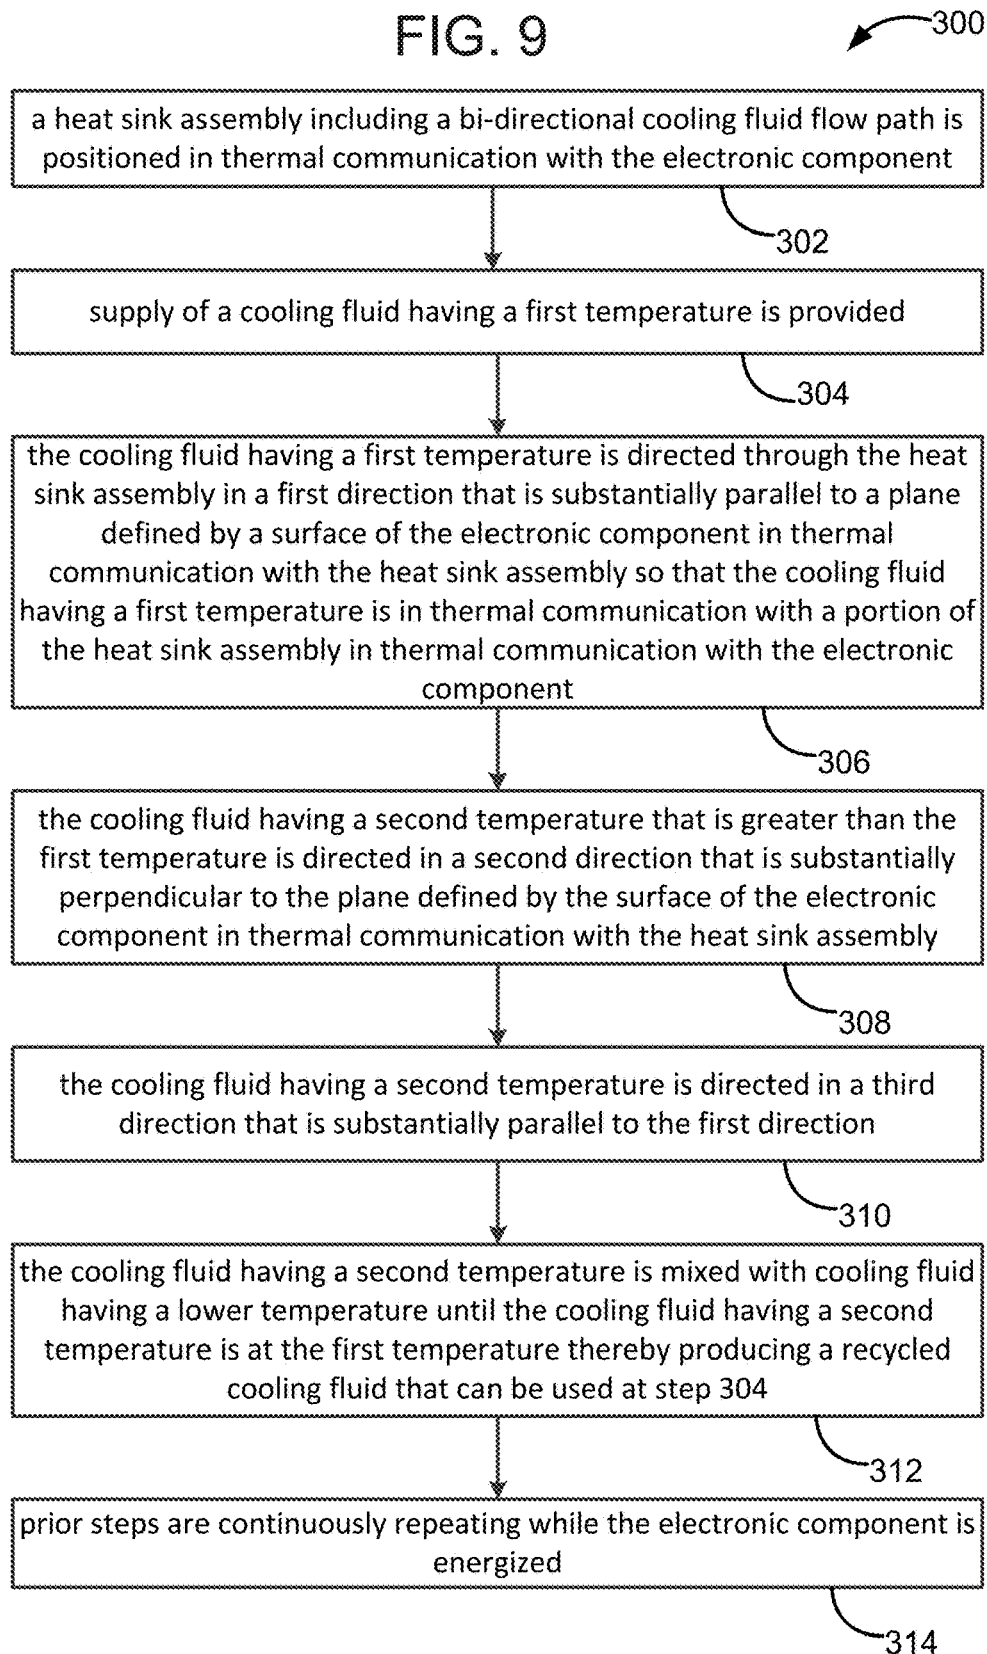 FIG. 9
300
a heat sink assembly including a bi-directional cooling fluid flow path is
positioned in thermal communication with the electronic component
302
supply of a cooling fluid having a first temperature is provided
304
the cooling fluid having a first temperature is directed through the heat
sink assembly in a first direction that is substantially parallel to a plane
defined by a surface of the electronic component in thermal
communication with the heat sink assembly so that the cooling fluid
having a first temperature is in thermal communication with a portion of
the heat sink assembly in thermal communication with the electronic
component
306
the cooling fluid having a second temperature that is greater than the
first temperature is directed in a second direction that is substantially
perpendicular to the plane defined by the surface of the electronic
component in thermal communication with the heat sink assembly
308
the cooling fluid having a second temperature is directed in a third
direction that is substantially parallel to the first direction
310
the cooling fluid having a second temperature is mixed with cooling fluid
having a lower temperature until the cooling fluid having a second
temperature is at the first temperature thereby producing a recycled
cooling fluid that can be used at step 304
312
prior steps are continuously repeating while the electronic component is
energized
314